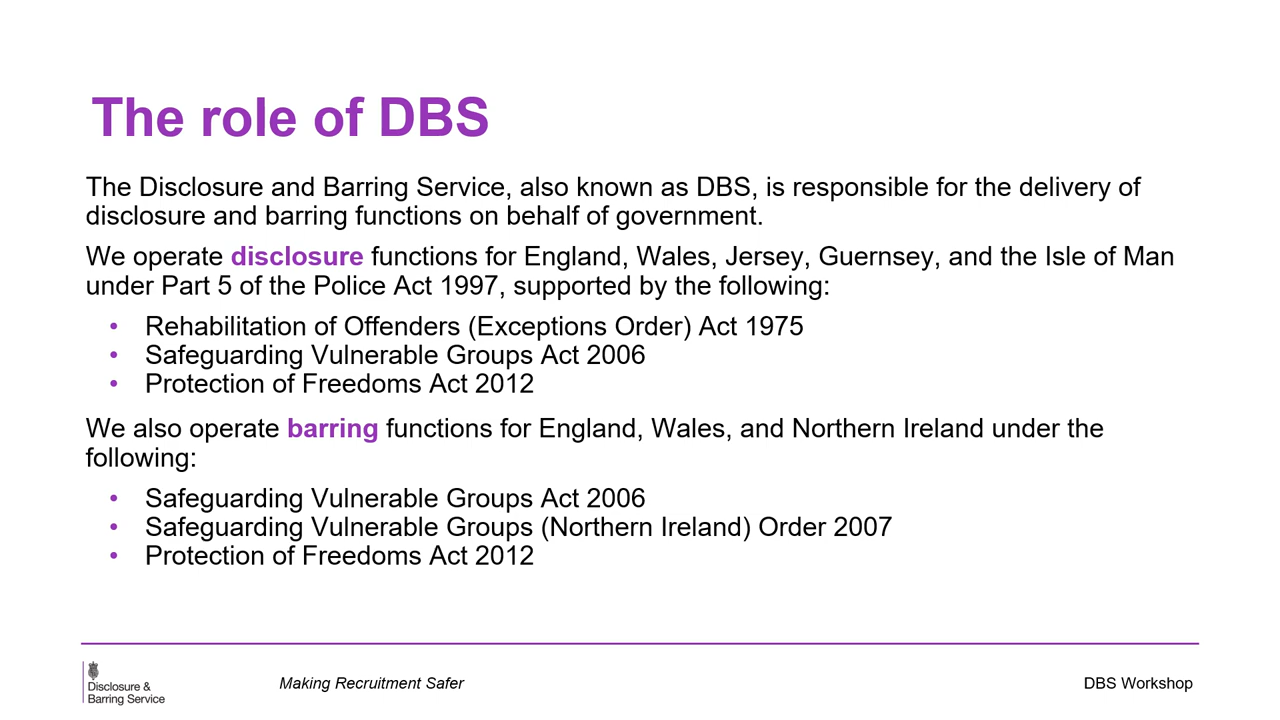 The role of DBS
The Disclosure and Barring Service, also known as DBS, is responsible for the delivery of
disclosure and barring functions on behalf of government.
We operate disclosure functions for England, Wales, Jersey, Guernsey, and the Isle of Man
under Part 5 of the Police Act 1997, supported by the following:
• Rehabilitation of Offenders (Exceptions Order) Act 1975
• Safeguarding Vulnerable Groups Act 2006
• Protection of Freedoms Act 2012
We also operate barring functions for England, Wales, and Northern Ireland under the
following:
• Safeguarding Vulnerable Groups Act 2006
• Safeguarding Vulnerable Groups (Northern Ireland) Order 2007
• Protection of Freedoms Act 2012
Disclosure &
Barring Service
Making Recruitment Safer
DBS Workshop